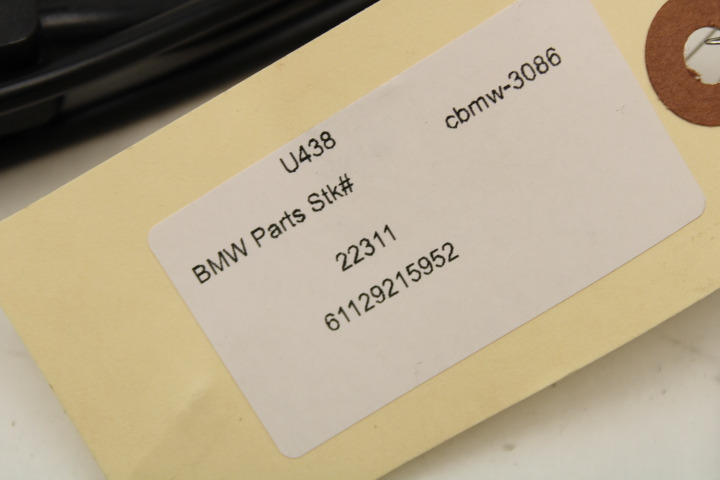 U438
cbmw-3086
BMW Parts Stk#
22311
61129215952